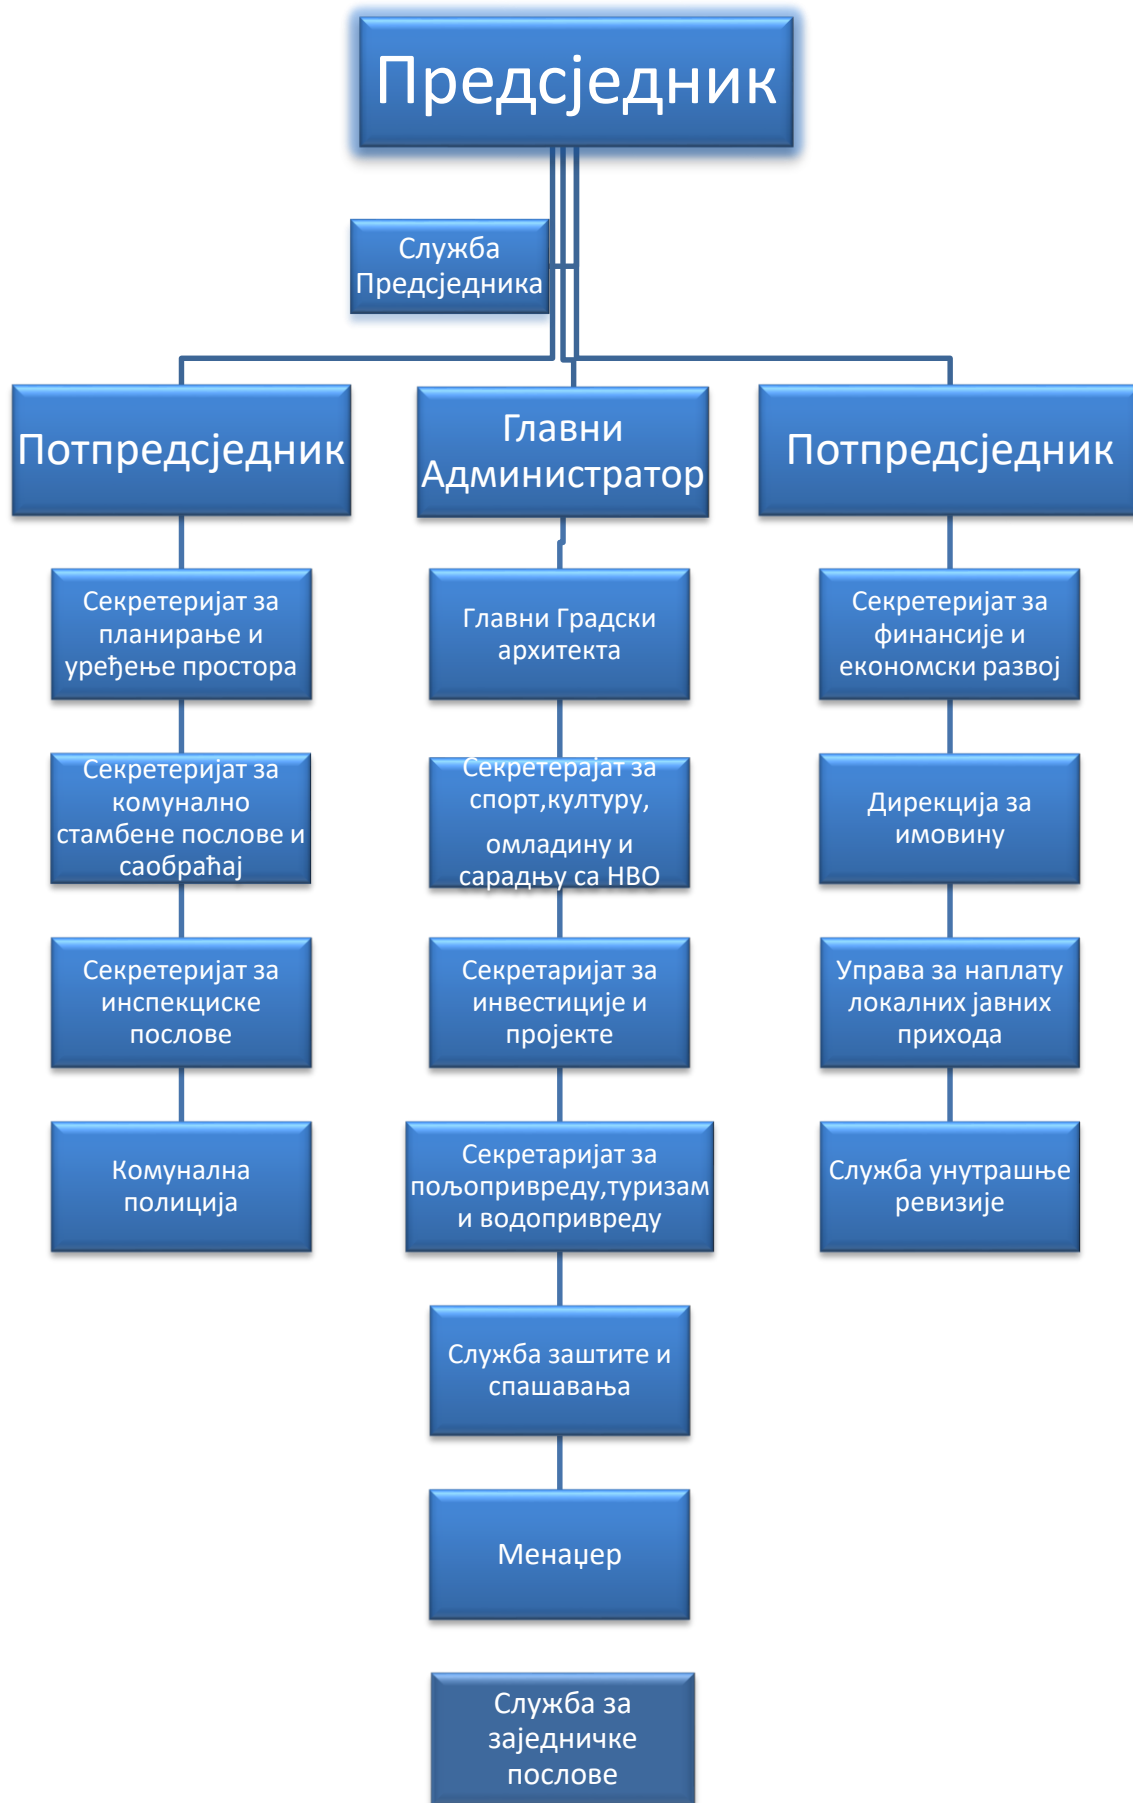 Предсједник
Служба
Предсједника
Потпредсједник
Главни
Администратор
Потпредсједник
Секретеријат за
планирање и
уређење простора
Секретеријат за
комунално
стамбене послове и
саобраћај
Секретеријат за
инспекциске
послове
Комунална
полиција
Главни Градски
архитекта
Секретерајат за
спорт,културу,
омладину и
сарадњу са НВО
Секретаријат за
инвестиције и
пројекте
Секретаријат за
пољопривреду,туризам
и водопривреду
Служба заштите и
спашавања
Менаџер
Служба за
заједничке
послове
Секретеријат за
финансије и
економски развој
Дирекција за
имовину
Управа за наплату
локалних јавних
прихода
Служба унутрашње
ревизије